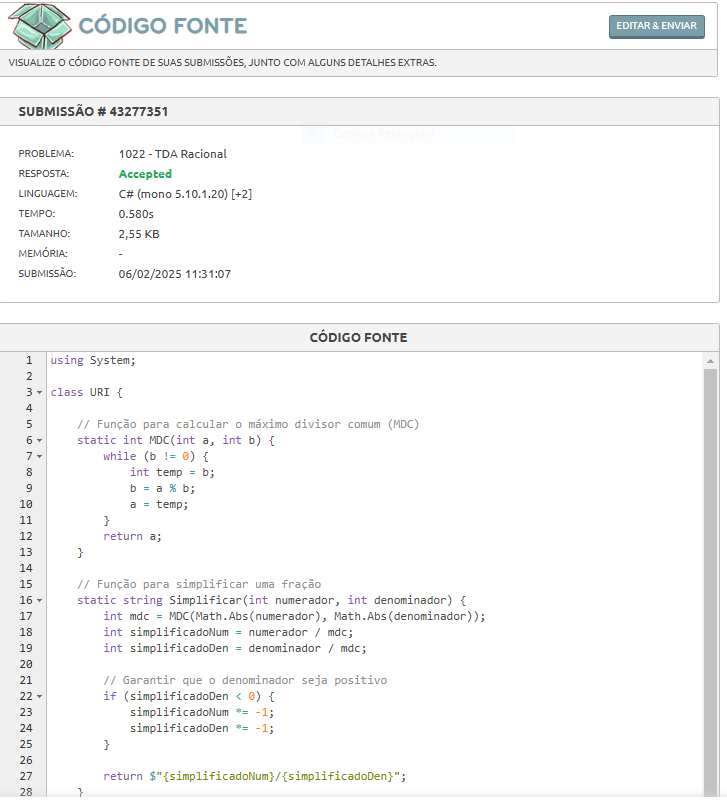 CÓDIGO FONTE
EDITAR & ENVIAR
VISUALIZE O CÓDIGO FONTE DE SUAS SUBMISSÕES, JUNTO COM ALGUNS DETALHES EXTRAS.
SUBMISSÃO # 43277351
Captura Retangular
PROBLEMA: 1022 - TDA Racional
RESPOSTA: Accepted
LINGUAGEM: C# (mono 5.10.1.20) [+2]
TEMPO: 0.580s
TAMANHO: 2,55 KB
MEMÓRIA: -
SUBMISSÃO: 06/02/2025 11:31:07
CÓDIGO FONTE
1 using System;
2
3 class URI {
4
5     // Função para calcular o máximo divisor comum (MDC)
6     static int MDC(int a, int b) {
7         while (b != 0) {
8             int temp = b;
9             b = a % b;
10             a = temp;
11         }
12         return a;
13     }
14
15     // Função para simplificar uma fração
16     static string Simplificar(int numerador, int denominador) {
17         int mdc = MDC(Math.Abs(numerador), Math.Abs(denominador));
18         int simplificadoNum = numerador / mdc;
19         int simplificadoDen = denominador / mdc;
20
21         // Garantir que o denominador seja positivo
22         if (simplificadoDen < 0) {
23             simplificadoNum *= -1;
24             simplificadoDen *= -1;
25         }
26
27         return $"{simplificadoNum}/{simplificadoDen}";
28     }